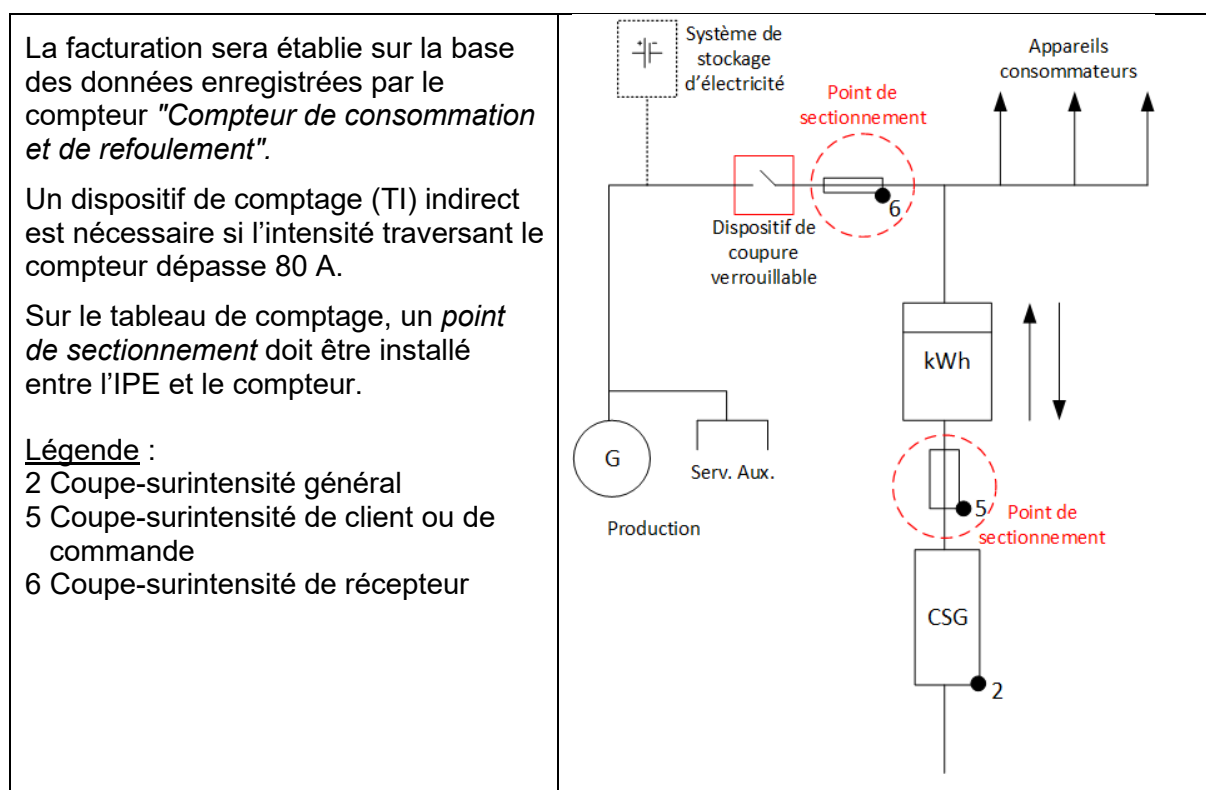 La facturation sera établie sur la base
des données enregistrées par le
compteur "Compteur de consommation
et de refoulement".
Un dispositif de comptage (TI) indirect
est nécessaire si l’intensité traversant le
compteur dépasse 80 A.
Sur le tableau de comptage, un point
de sectionnement doit être installé
entre l’IPE et le compteur.
Légende :
2 Coupe-surintensité général
5 Coupe-surintensité de client ou de
commande
6 Coupe-surintensité de récepteur
Système de
stockage
d’électricité
Appareils
consommateurs
Point de
sectionnement
6
Dispositif de
coupure
verrouillable
kWh
G
Serv. Aux.
Production
5
Point de
sectionnement
CSG
2